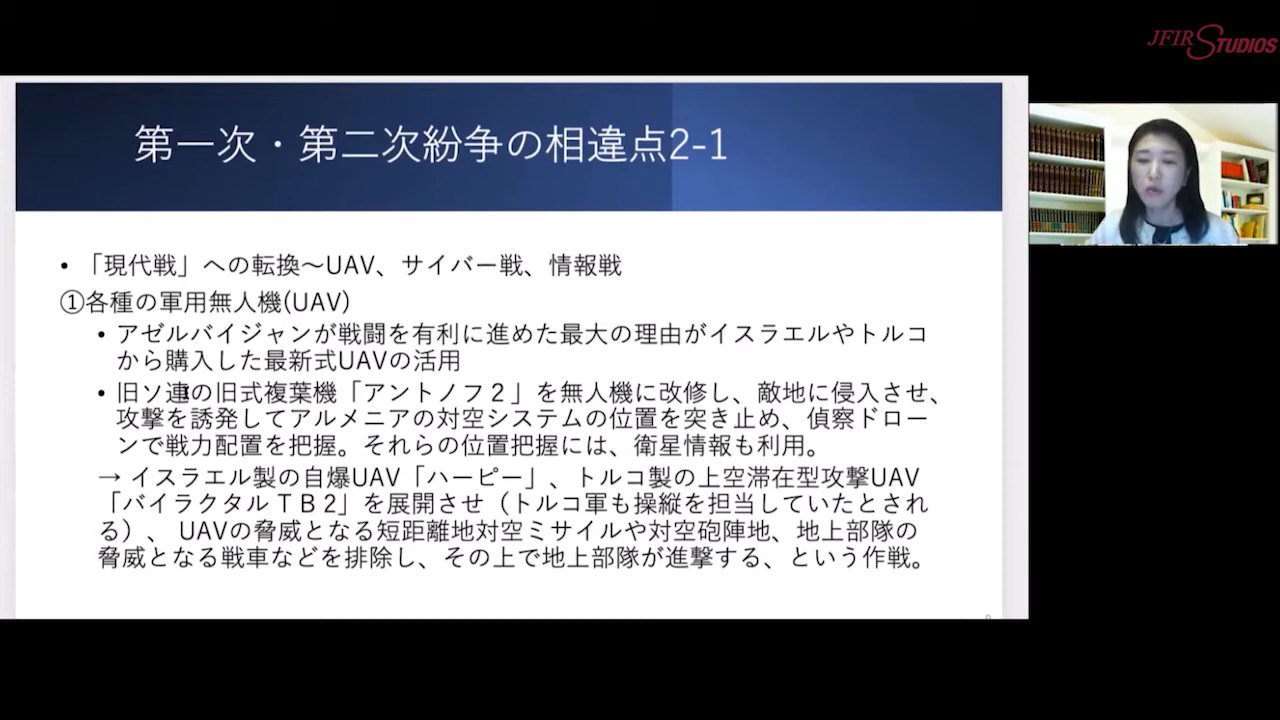 JFIR STUDIOS
第一次・第二次紛争の相違点2-1
• 「現代戦」への転換～UAV、サイバー戦、情報戦
①各種の軍用無人機(UAV)
• アゼルバイジャンが戦闘を有利に進めた最大の理由がイスラエルやトルコ
から購入した最新式UAVの活用
• 旧ソ連の旧式複葉機「アントノフ２」を無人機に改修し、敵地に侵入させ、
攻撃を誘発してアルメニアの対空システムの位置を突き止め、偵察ドロー
ンで戦力配置を把握。それらの位置把握には、衛星情報も利用。
→ イスラエル製の自爆UAV「ハーピー」、トルコ製の上空滞在型攻撃UAV
「バイラクタルＴＢ2」を展開させ（トルコ軍も操縦を担当していたとされ
る）、 UAVの脅威となる短距離地対空ミサイルや対空砲陣地、地上部隊の
脅威となる戦車などを排除し、その上で地上部隊が進撃する、という作戦。